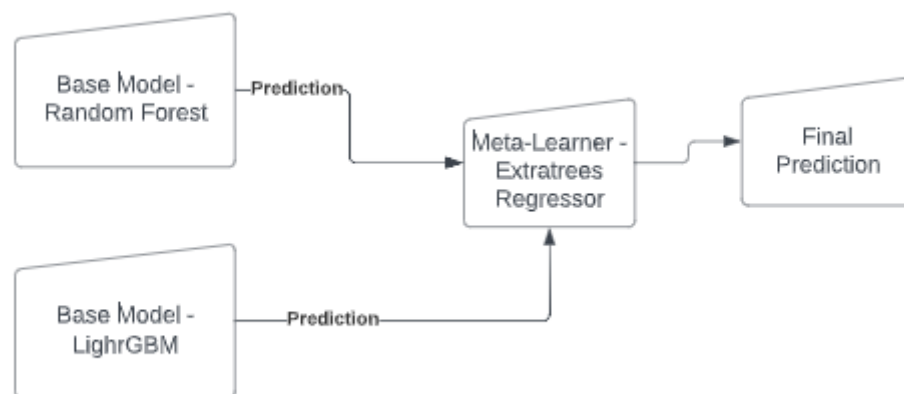 Base Model -
Random Forest
Prediction
Meta-Learner -
Extratrees
Regressor
Final
Prediction
Base Model -
LighrGBM
Prediction